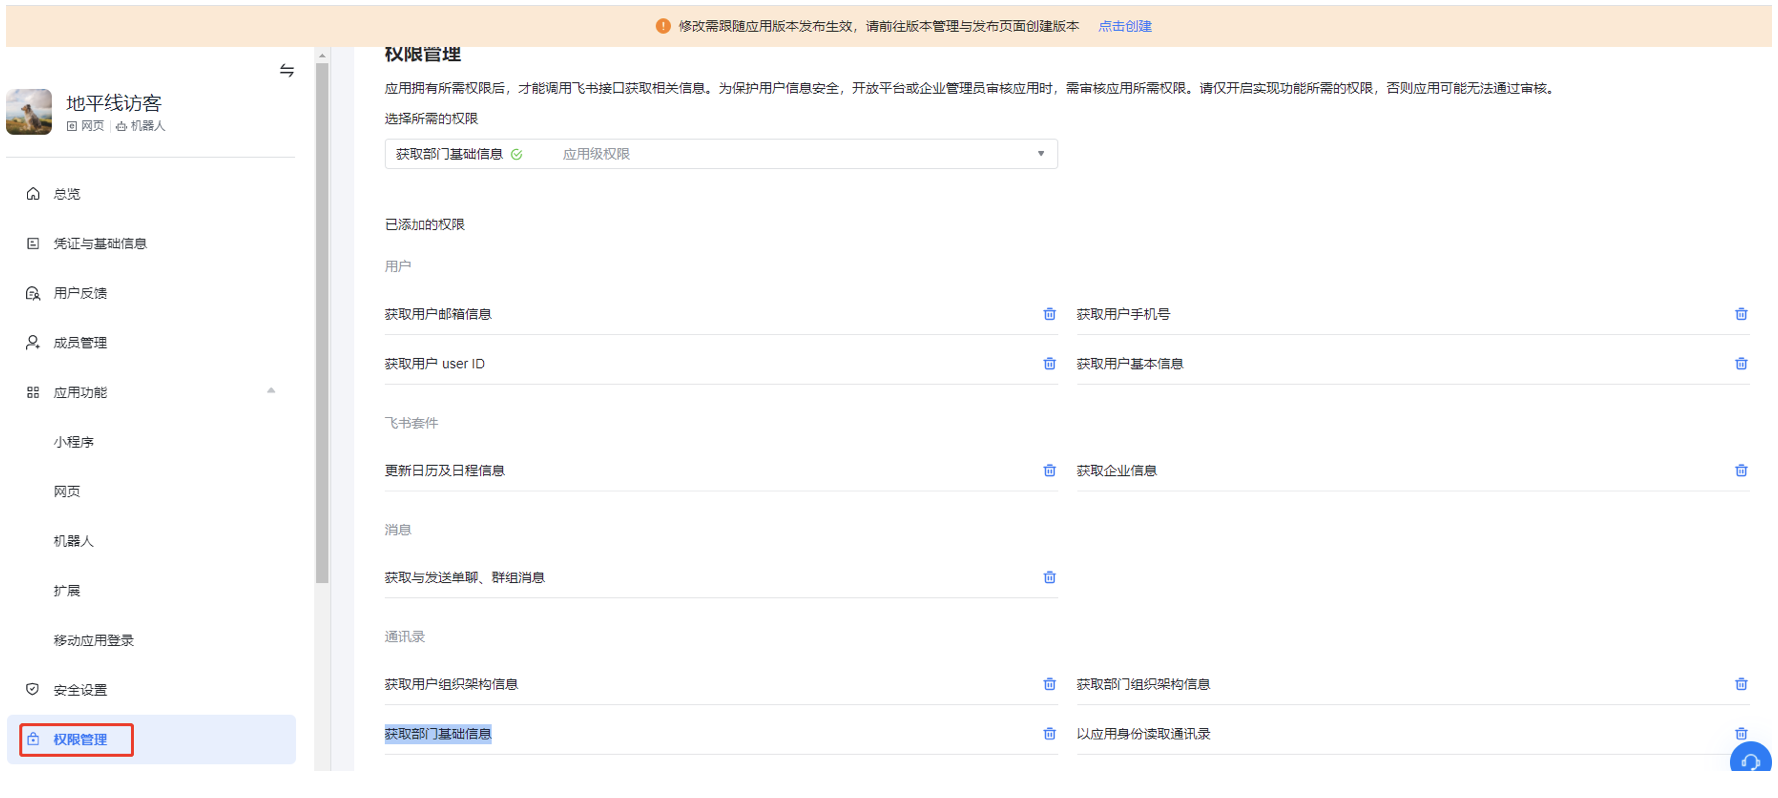 修改需跟随应用版本发布生效，请前往版本管理与发布页面创建版本 点击创建
地平线访客
网页 机器人
总览
凭证与基础信息
用户反馈
成员管理
应用功能
小程序
网页
机器人
扩展
移动应用登录
安全设置
权限管理
权限管理
应用拥有所需权限后，才能调用飞书接口获取相关信息。为保护用户信息安全，开放平台或企业管理员审核应用时，需审核应用所需权限。请仅开启实现功能所需的权限，否则应用可能无法通过审核。
选择所需的权限
获取部门基础信息 应用级权限
已添加的权限
用户
获取用户邮箱信息 获取用户手机号
获取用户 user ID 获取用户基本信息
飞书套件
更新日历及日程信息 获取企业信息
消息
获取与发送单聊、群组消息
通讯录
获取用户组织架构信息 获取部门组织架构信息
获取部门基础信息 以应用身份读取通讯录